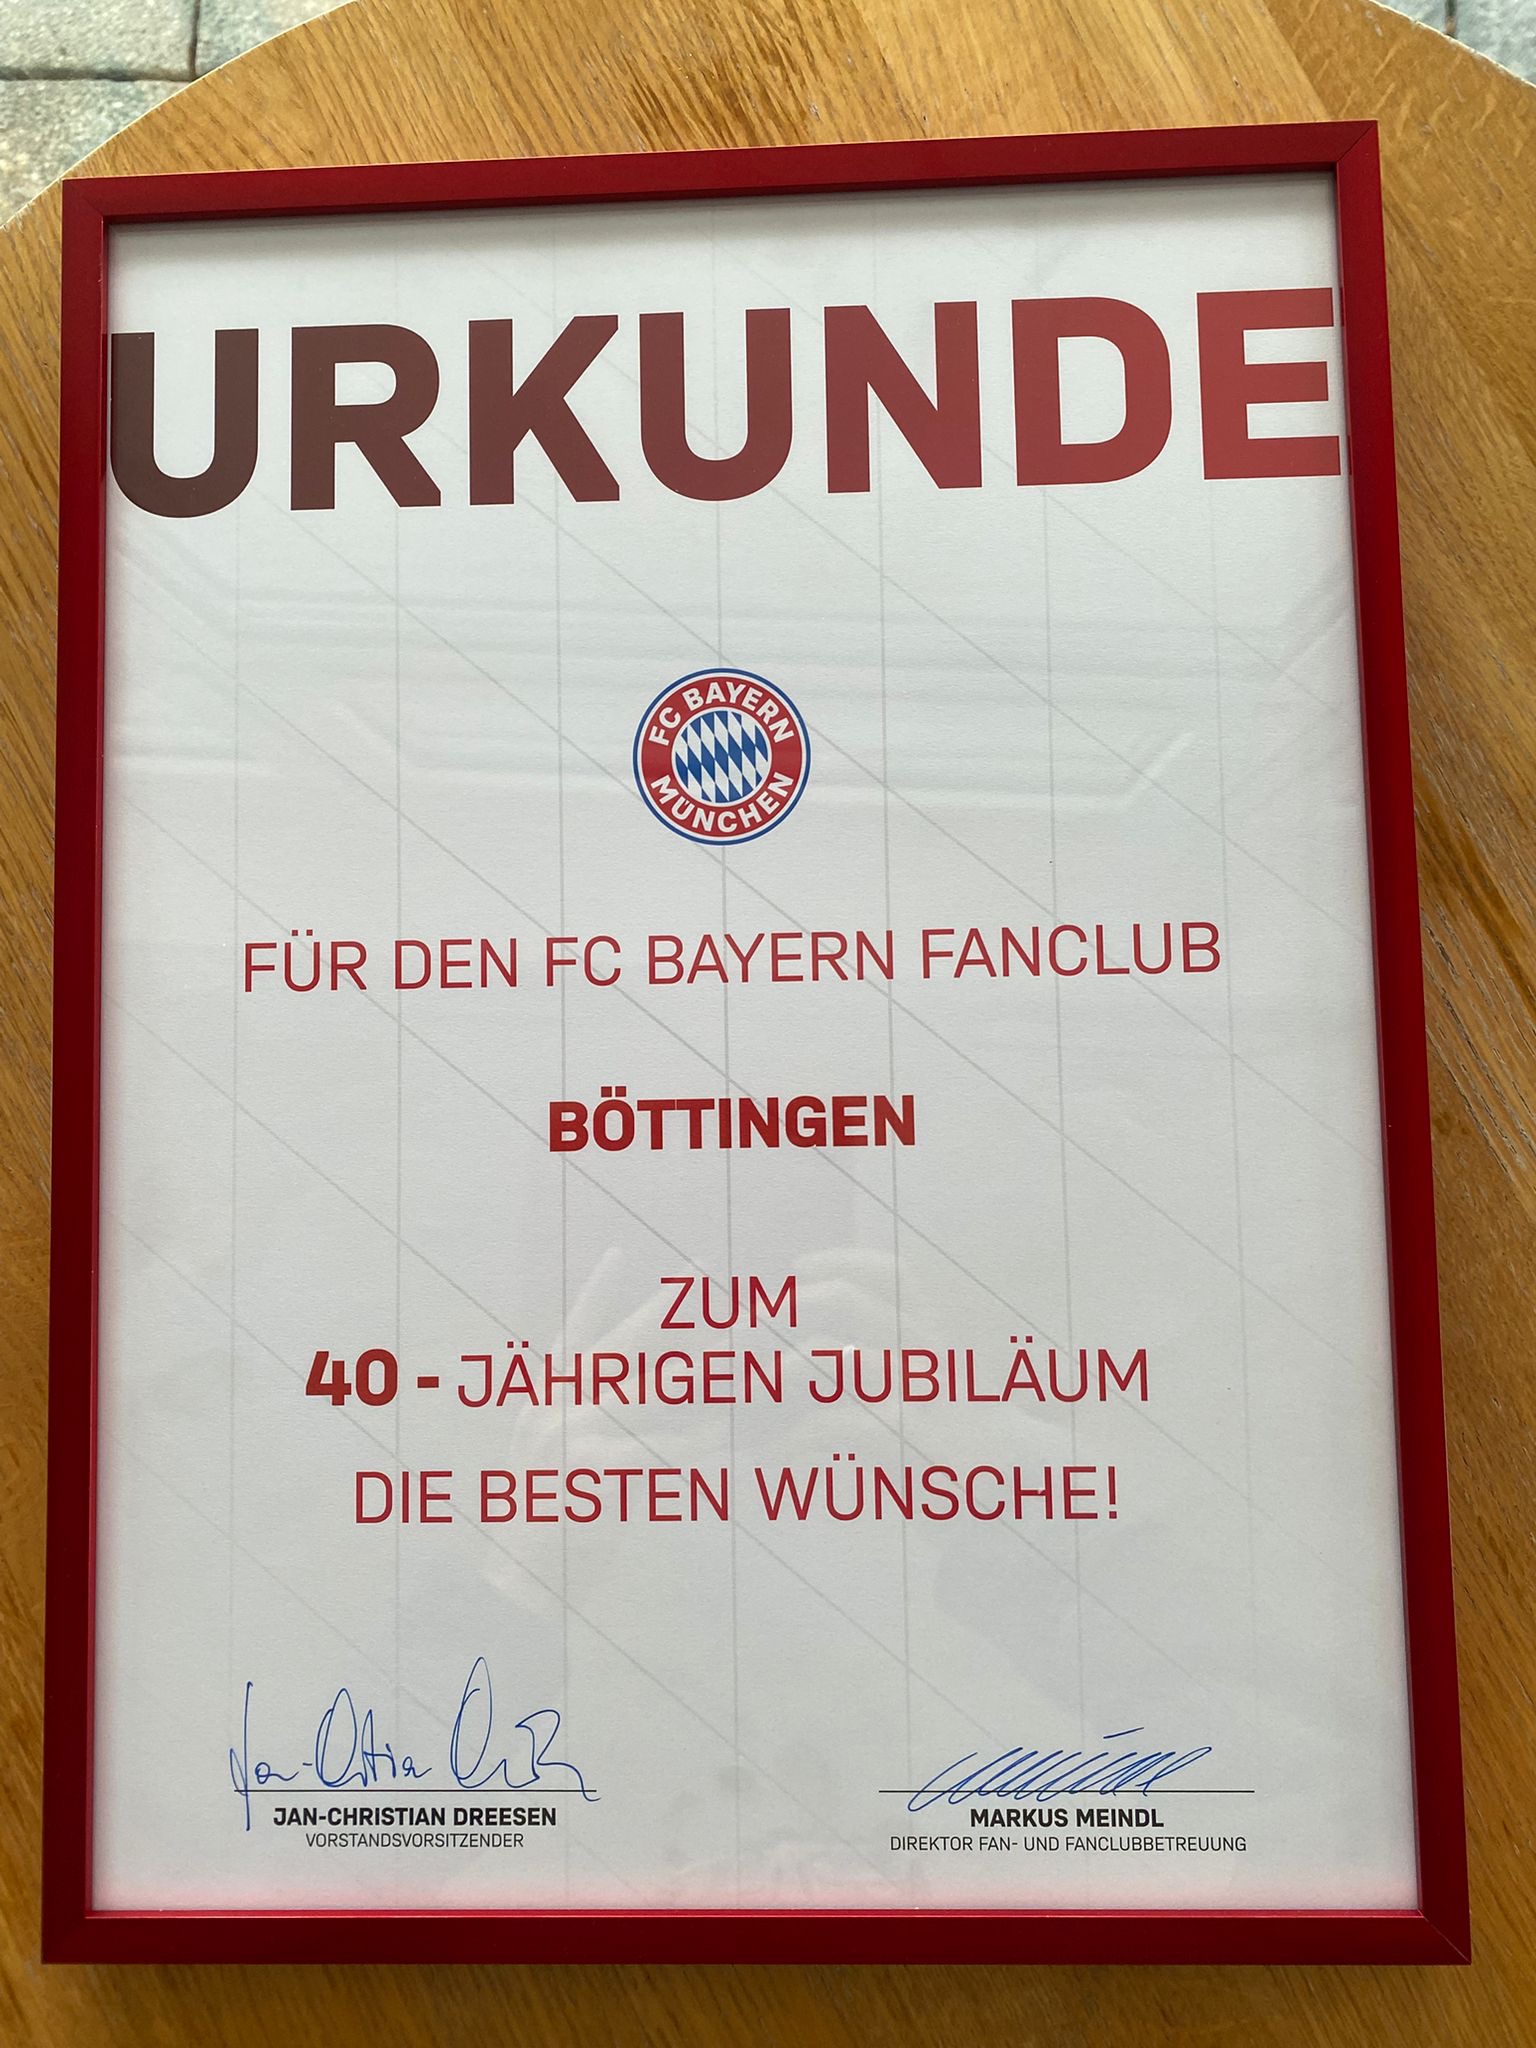 URKUNDE
FC BAYERN
MÜNCHEN
FÜR DEN FC BAYERN FANCLUB
BÖTTINGEN
ZUM
40 - JÄHRIGEN JUBILÄUM
DIE BESTEN WÜNSCHE!
JAN-CHRISTIAN DREESEN
VORSTANDSVORSITZENDER
MARKUS MEINDL
DIREKTOR FAN- UND FANCLUBBETREUUNG